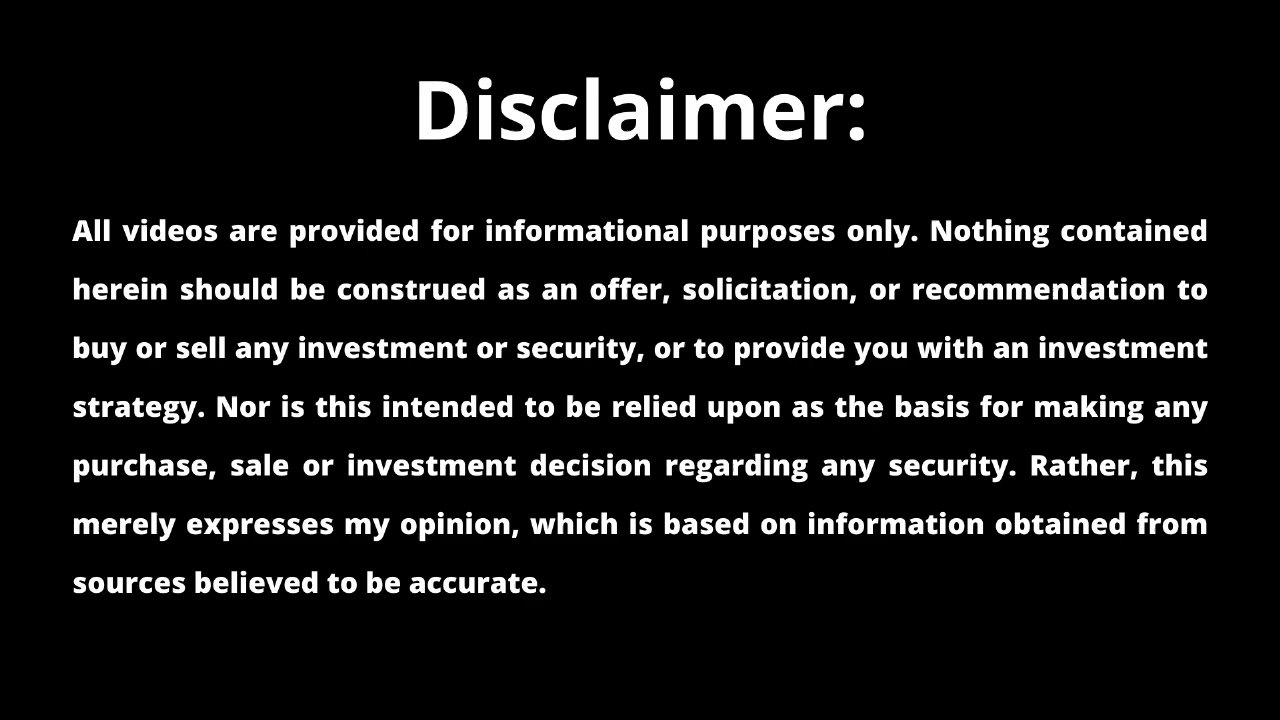 Disclaimer:
All videos are provided for informational purposes only. Nothing contained
herein should be construed as an offer, solicitation, or recommendation to
buy or sell any investment or security, or to provide you with an investment
strategy. Nor is this intended to be relied upon as the basis for making any
purchase, sale or investment decision regarding any security. Rather, this
merely expresses my opinion, which is based on information obtained from
sources believed to be accurate.